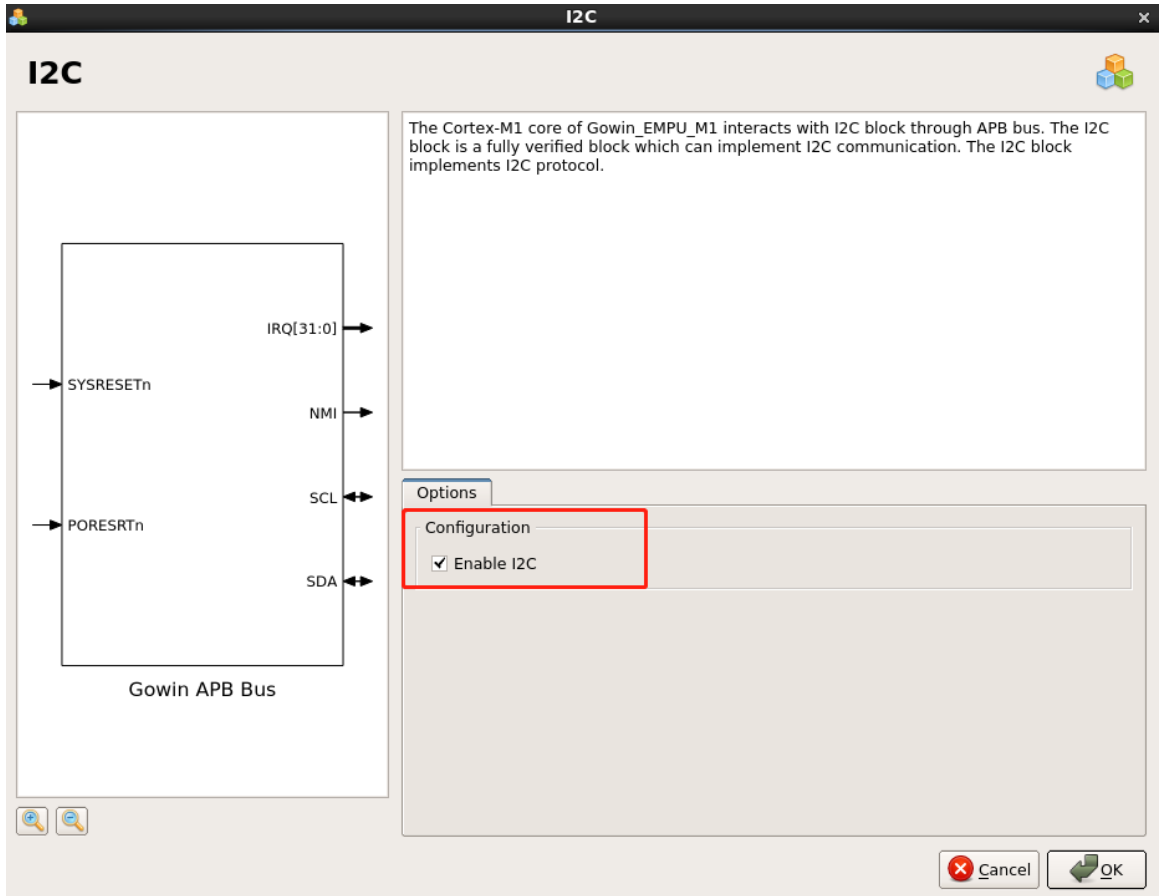 I2C
I2C
The Cortex-M1 core of Gowin_EMPU_M1 interacts with I2C block through APB bus. The I2C
block is a fully verified block which can implement I2C communication. The I2C block
implements I2C protocol.
IRQ[31:0]
SYSRESETn
NMI
SCL
PORESRTn
SDA
Gowin APB Bus
Options
Configuration
Enable I2C
Cancel
OK